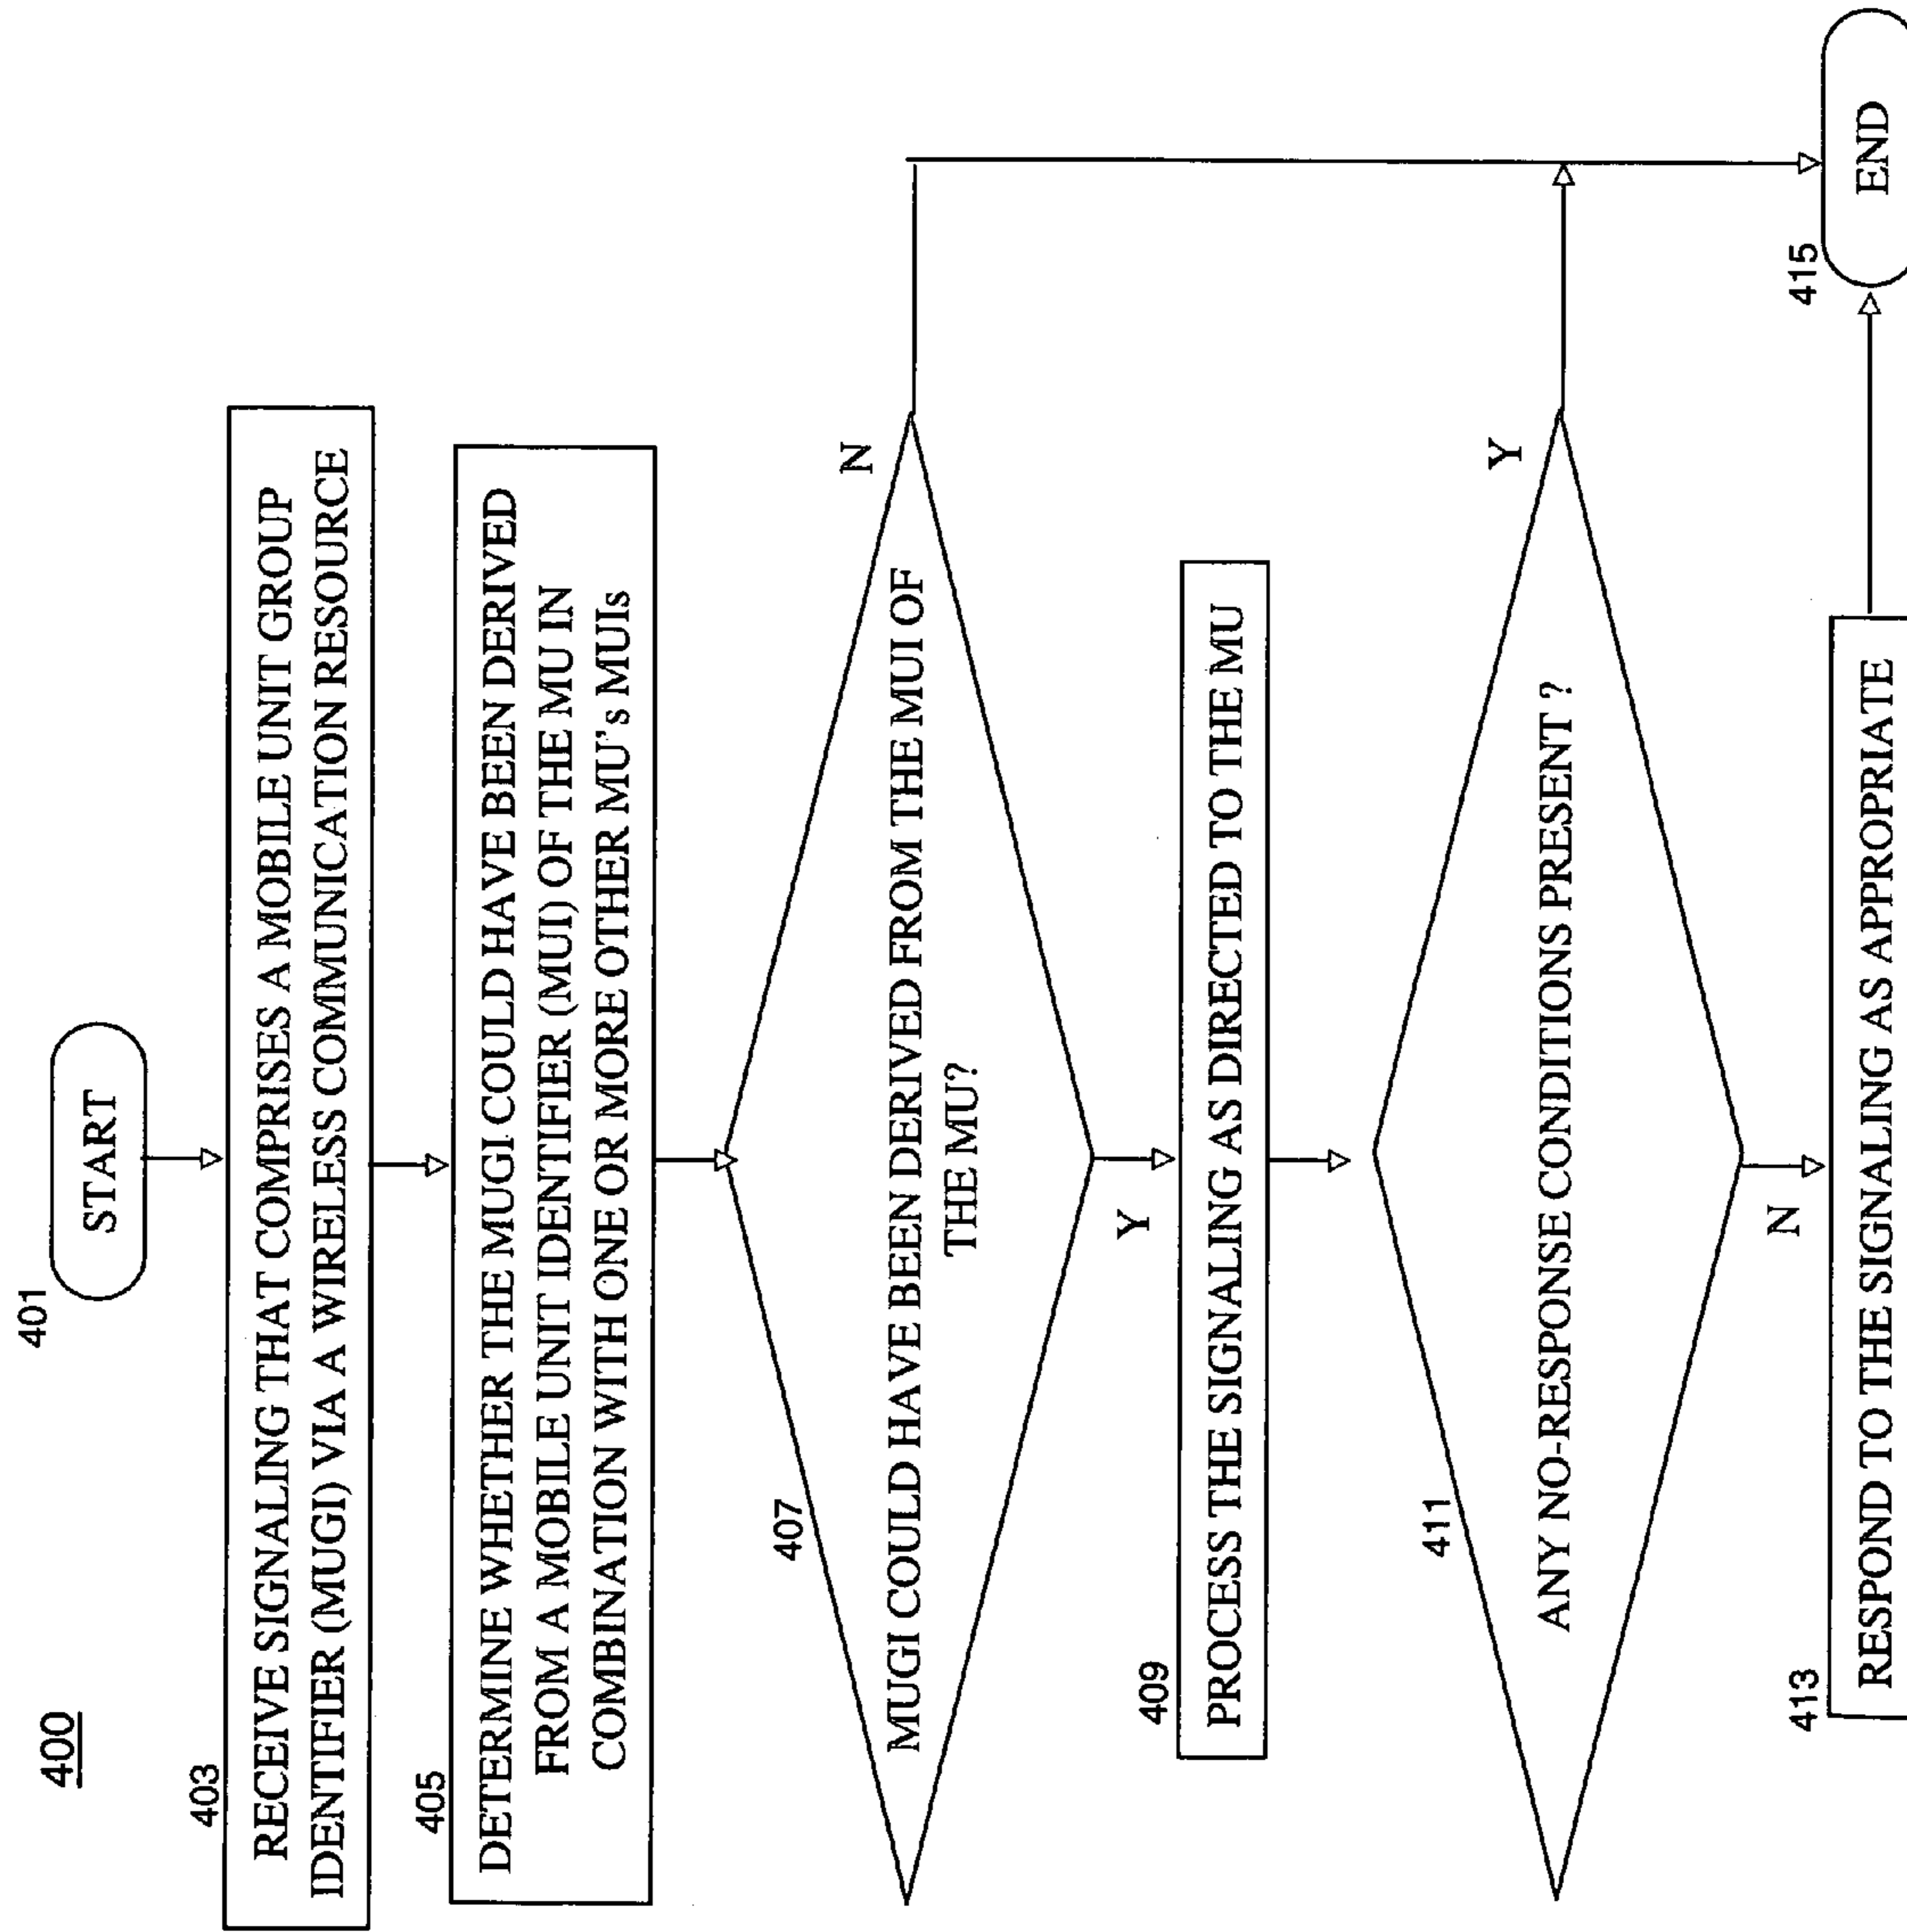 400
401
START
403
RECEIVE SIGNALING THAT COMPRISES A MOBILE UNIT GROUP
IDENTIFIER (MUGI) VIA A WIRELESS COMMUNICATION RESOURCE
405
DETERMINE WHETHER THE MUGI COULD HAVE BEEN DERIVED
FROM A MOBILE UNIT IDENTIFIER (MUI) OF THE MU IN
COMBINATION WITH ONE OR MORE OTHER MU's MUIs
407
MUGI COULD HAVE BEEN DERIVED FROM THE MUI OF
THE MU?
N
Y
409
PROCESS THE SIGNALING AS DIRECTED TO THE MU
411
ANY NO-RESPONSE CONDITIONS PRESENT ?
Y
N
413
RESPOND TO THE SIGNALING AS APPROPRIATE
415
END